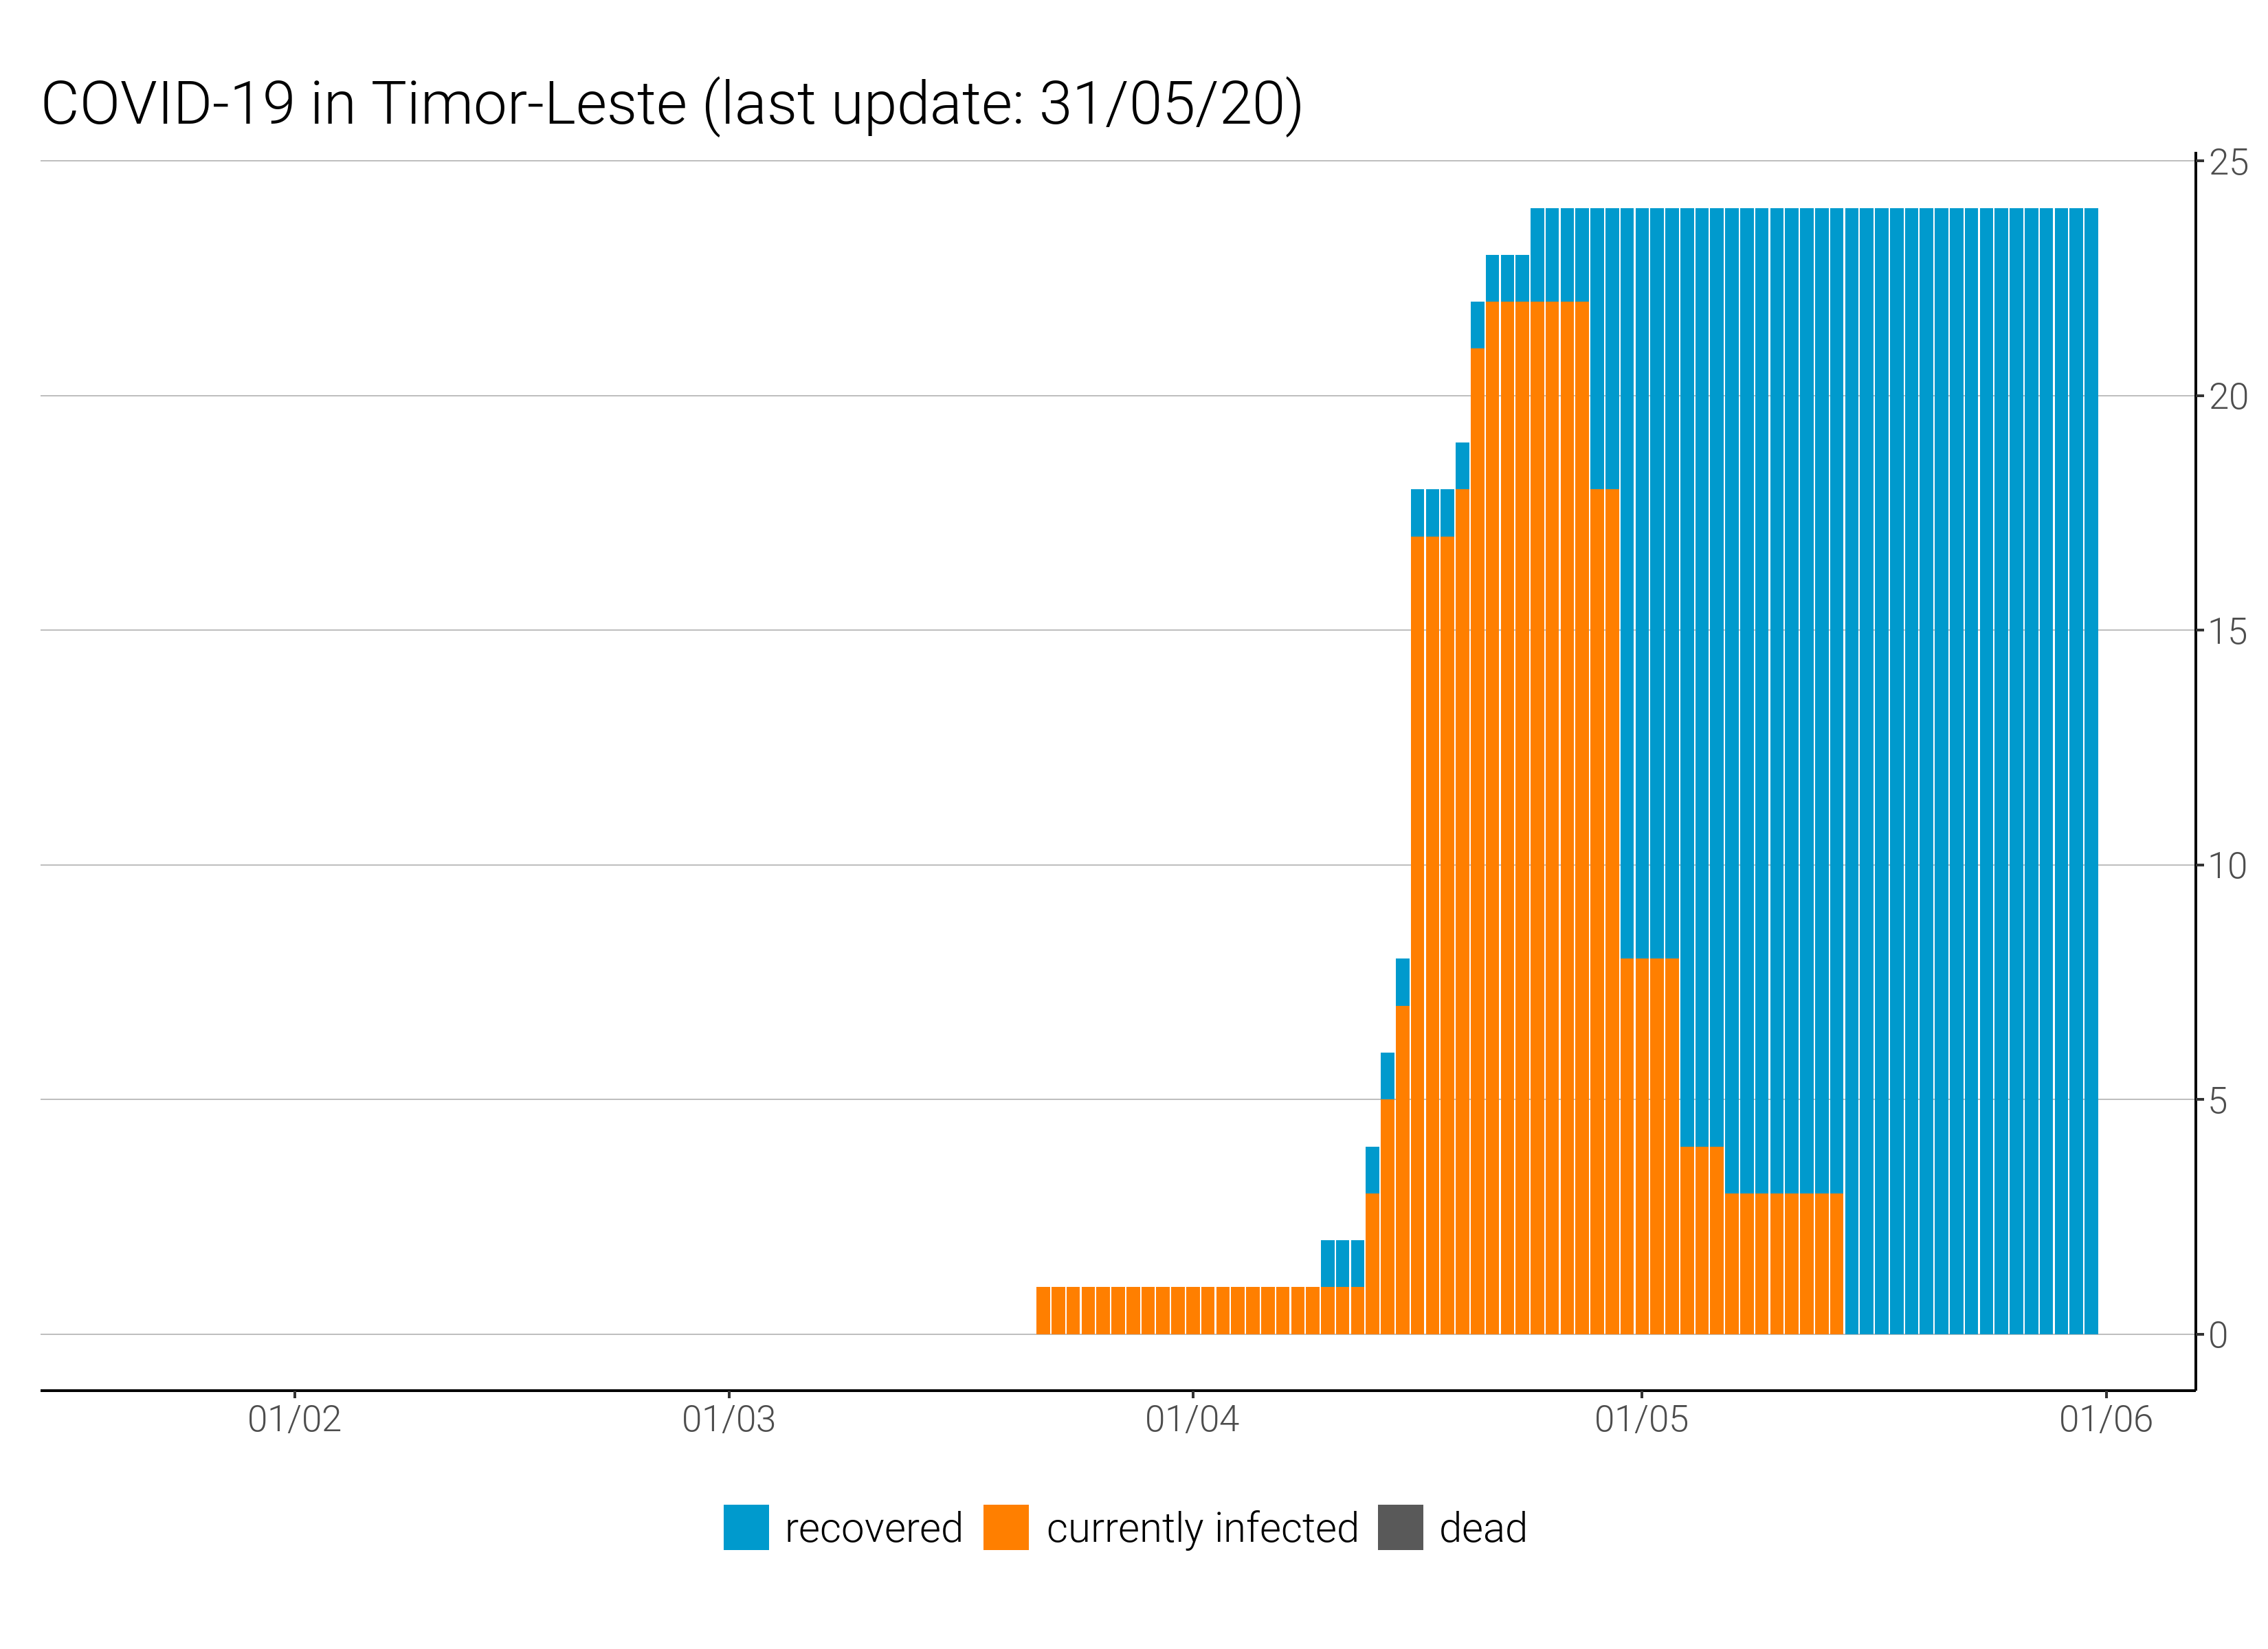 COVID-19 in Timor-Leste (last update: 31/05/20)
25
20
15
10
5
0
01/02 01/03 01/04 01/05 01/06
recovered currently infected dead